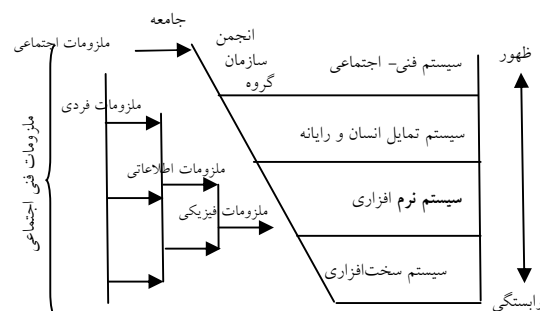 جامعه
انجمن
سازمان
گروه
ظهور
ملزومات اجتماعی
سیستم فنی- اجتماعی
ملزومات فردی
سیستم تمایل انسان و رایانه
ملزومات اطلاعاتی
سیستم نرم افزاری
ملزومات فیزیکی
سیستم سخت‌افزاری
ملزومات فنی اجتماعی
وابستگی